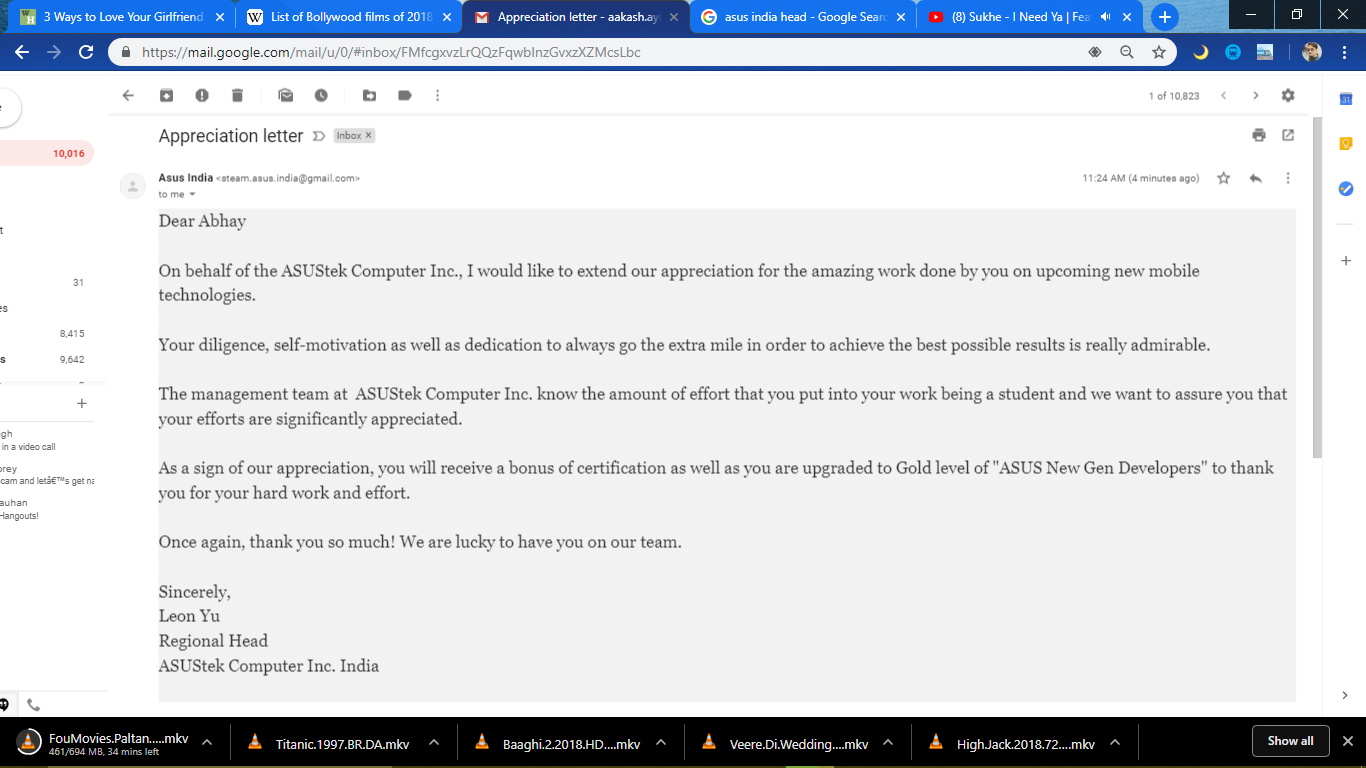 3 Ways to Love Your Girlfriend
List of Bollywood films of 2018
Appreciation letter - aakash.ay
asus india head - Google Sear
(8) Sukhe - I Need Ya | Fea
https://mail.google.com/mail/u/0/#inbox/FMfcgxvzLrQQzFqwbInzGvxzXZMcsLbc
1 of 10,823
Appreciation letter
Inbox ×
10,016
Asus India <steam.asus.india@gmail.com>
11:24 AM (4 minutes ago)
to me
Dear Abhay
On behalf of the ASUStek Computer Inc., I would like to extend our appreciation for the amazing work done by you on upcoming new mobile
technologies.
Your diligence, self-motivation as well as dedication to always go the extra mile in order to achieve the best possible results is really admirable.
The management team at  ASUStek Computer Inc. know the amount of effort that you put into your work being a student and we want to assure you that
your efforts are significantly appreciated.
As a sign of our appreciation, you will receive a bonus of certification as well as you are upgraded to Gold level of "ASUS New Gen Developers" to thank
you for your hard work and effort.
Once again, thank you so much! We are lucky to have you on our team.
Sincerely,
Leon Yu
Regional Head
ASUStek Computer Inc. India
31
8,415
9,642
in a video call
cam and letâ€™s get na
auhan
Hangouts!
31
FouMovies.Paltan.....mkv
461/694 MB, 34 mins left
Titanic.1997.BR.DA.mkv
Baaghi.2.2018.HD....mkv
Veere.Di.Wedding....mkv
High.Jack.2018.72....mkv
Show all